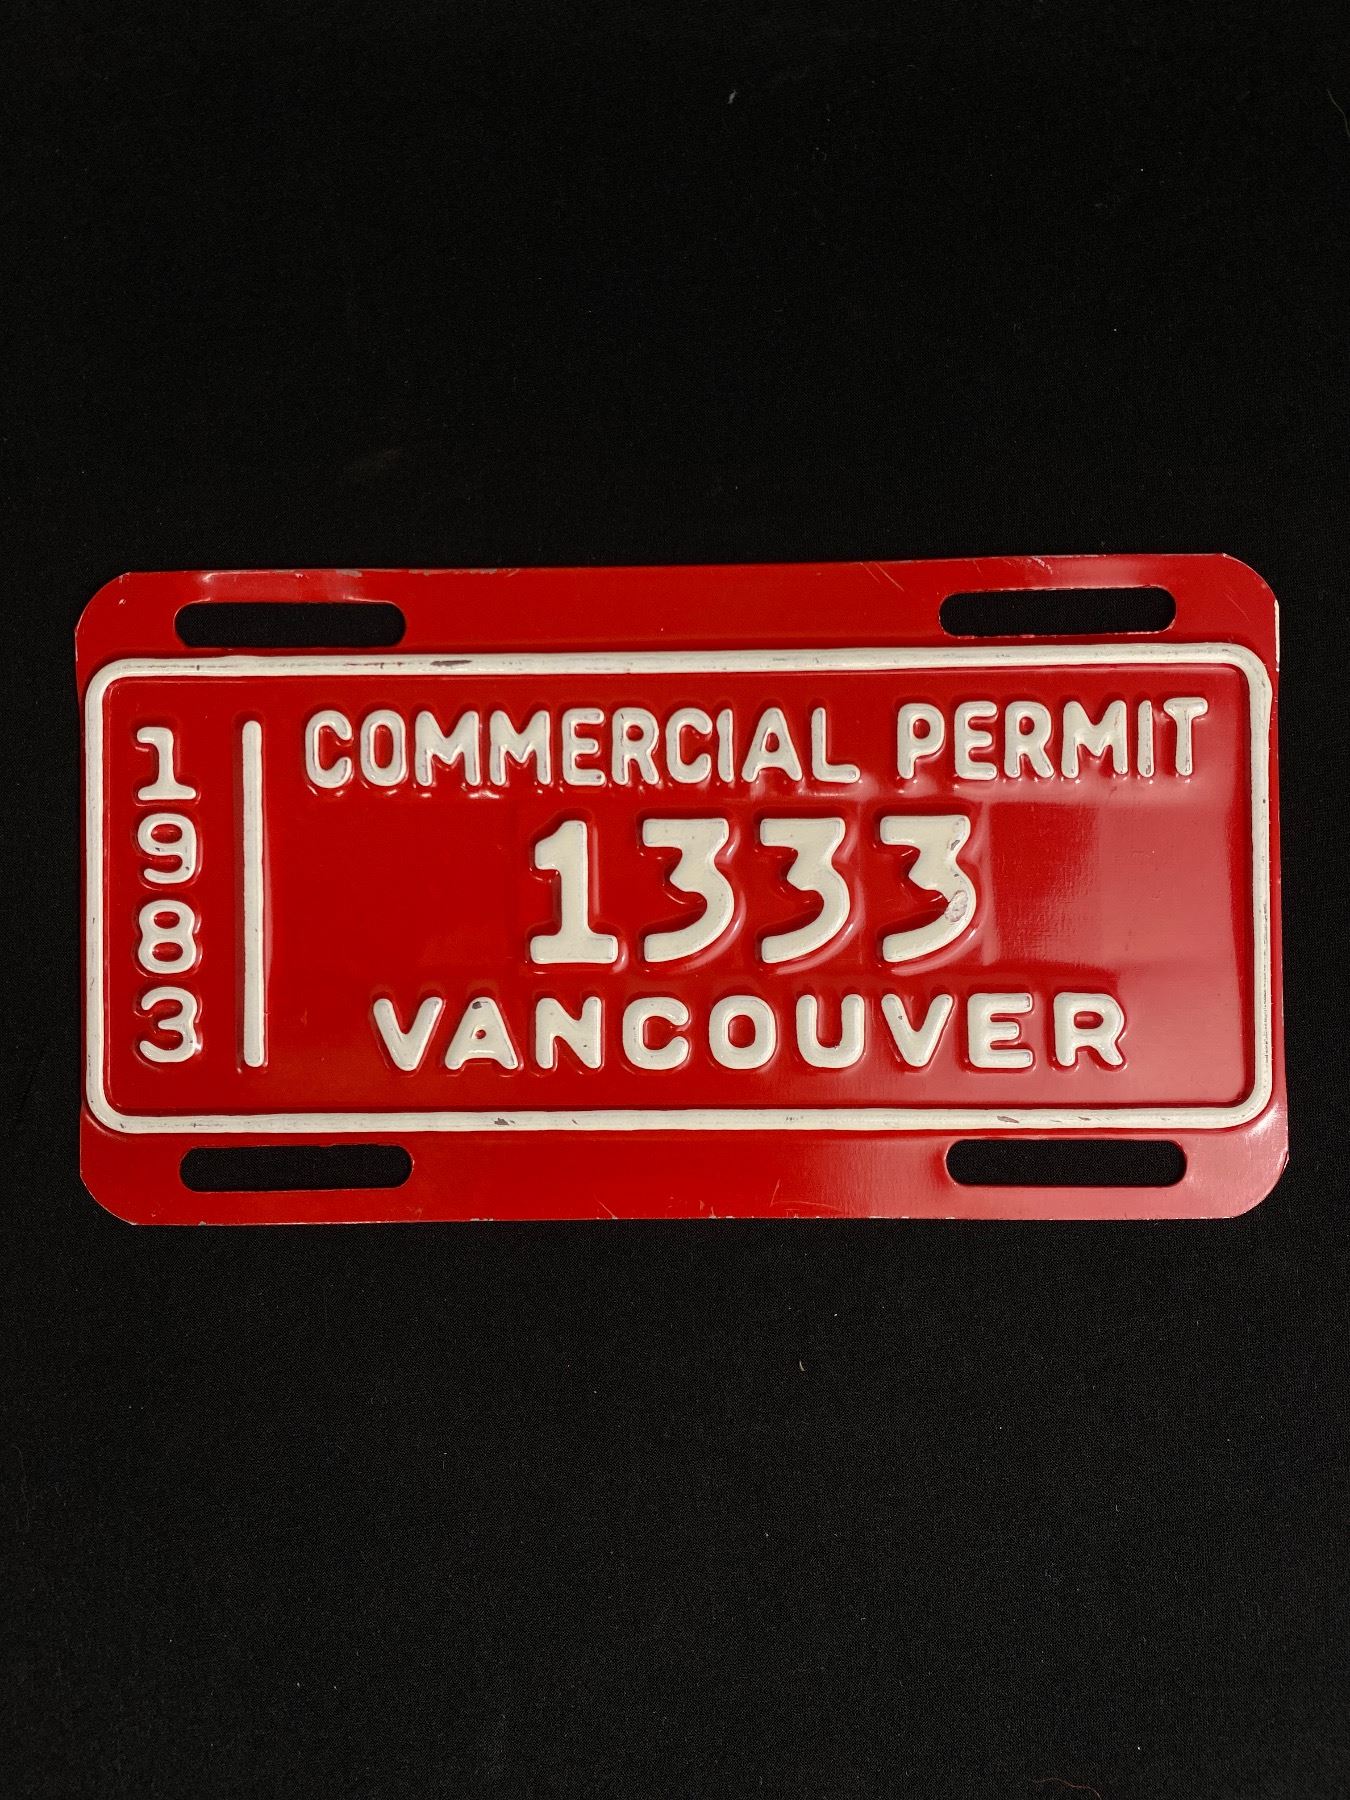 1983
COMMERCIAL PERMIT
1333
VANCOUVER